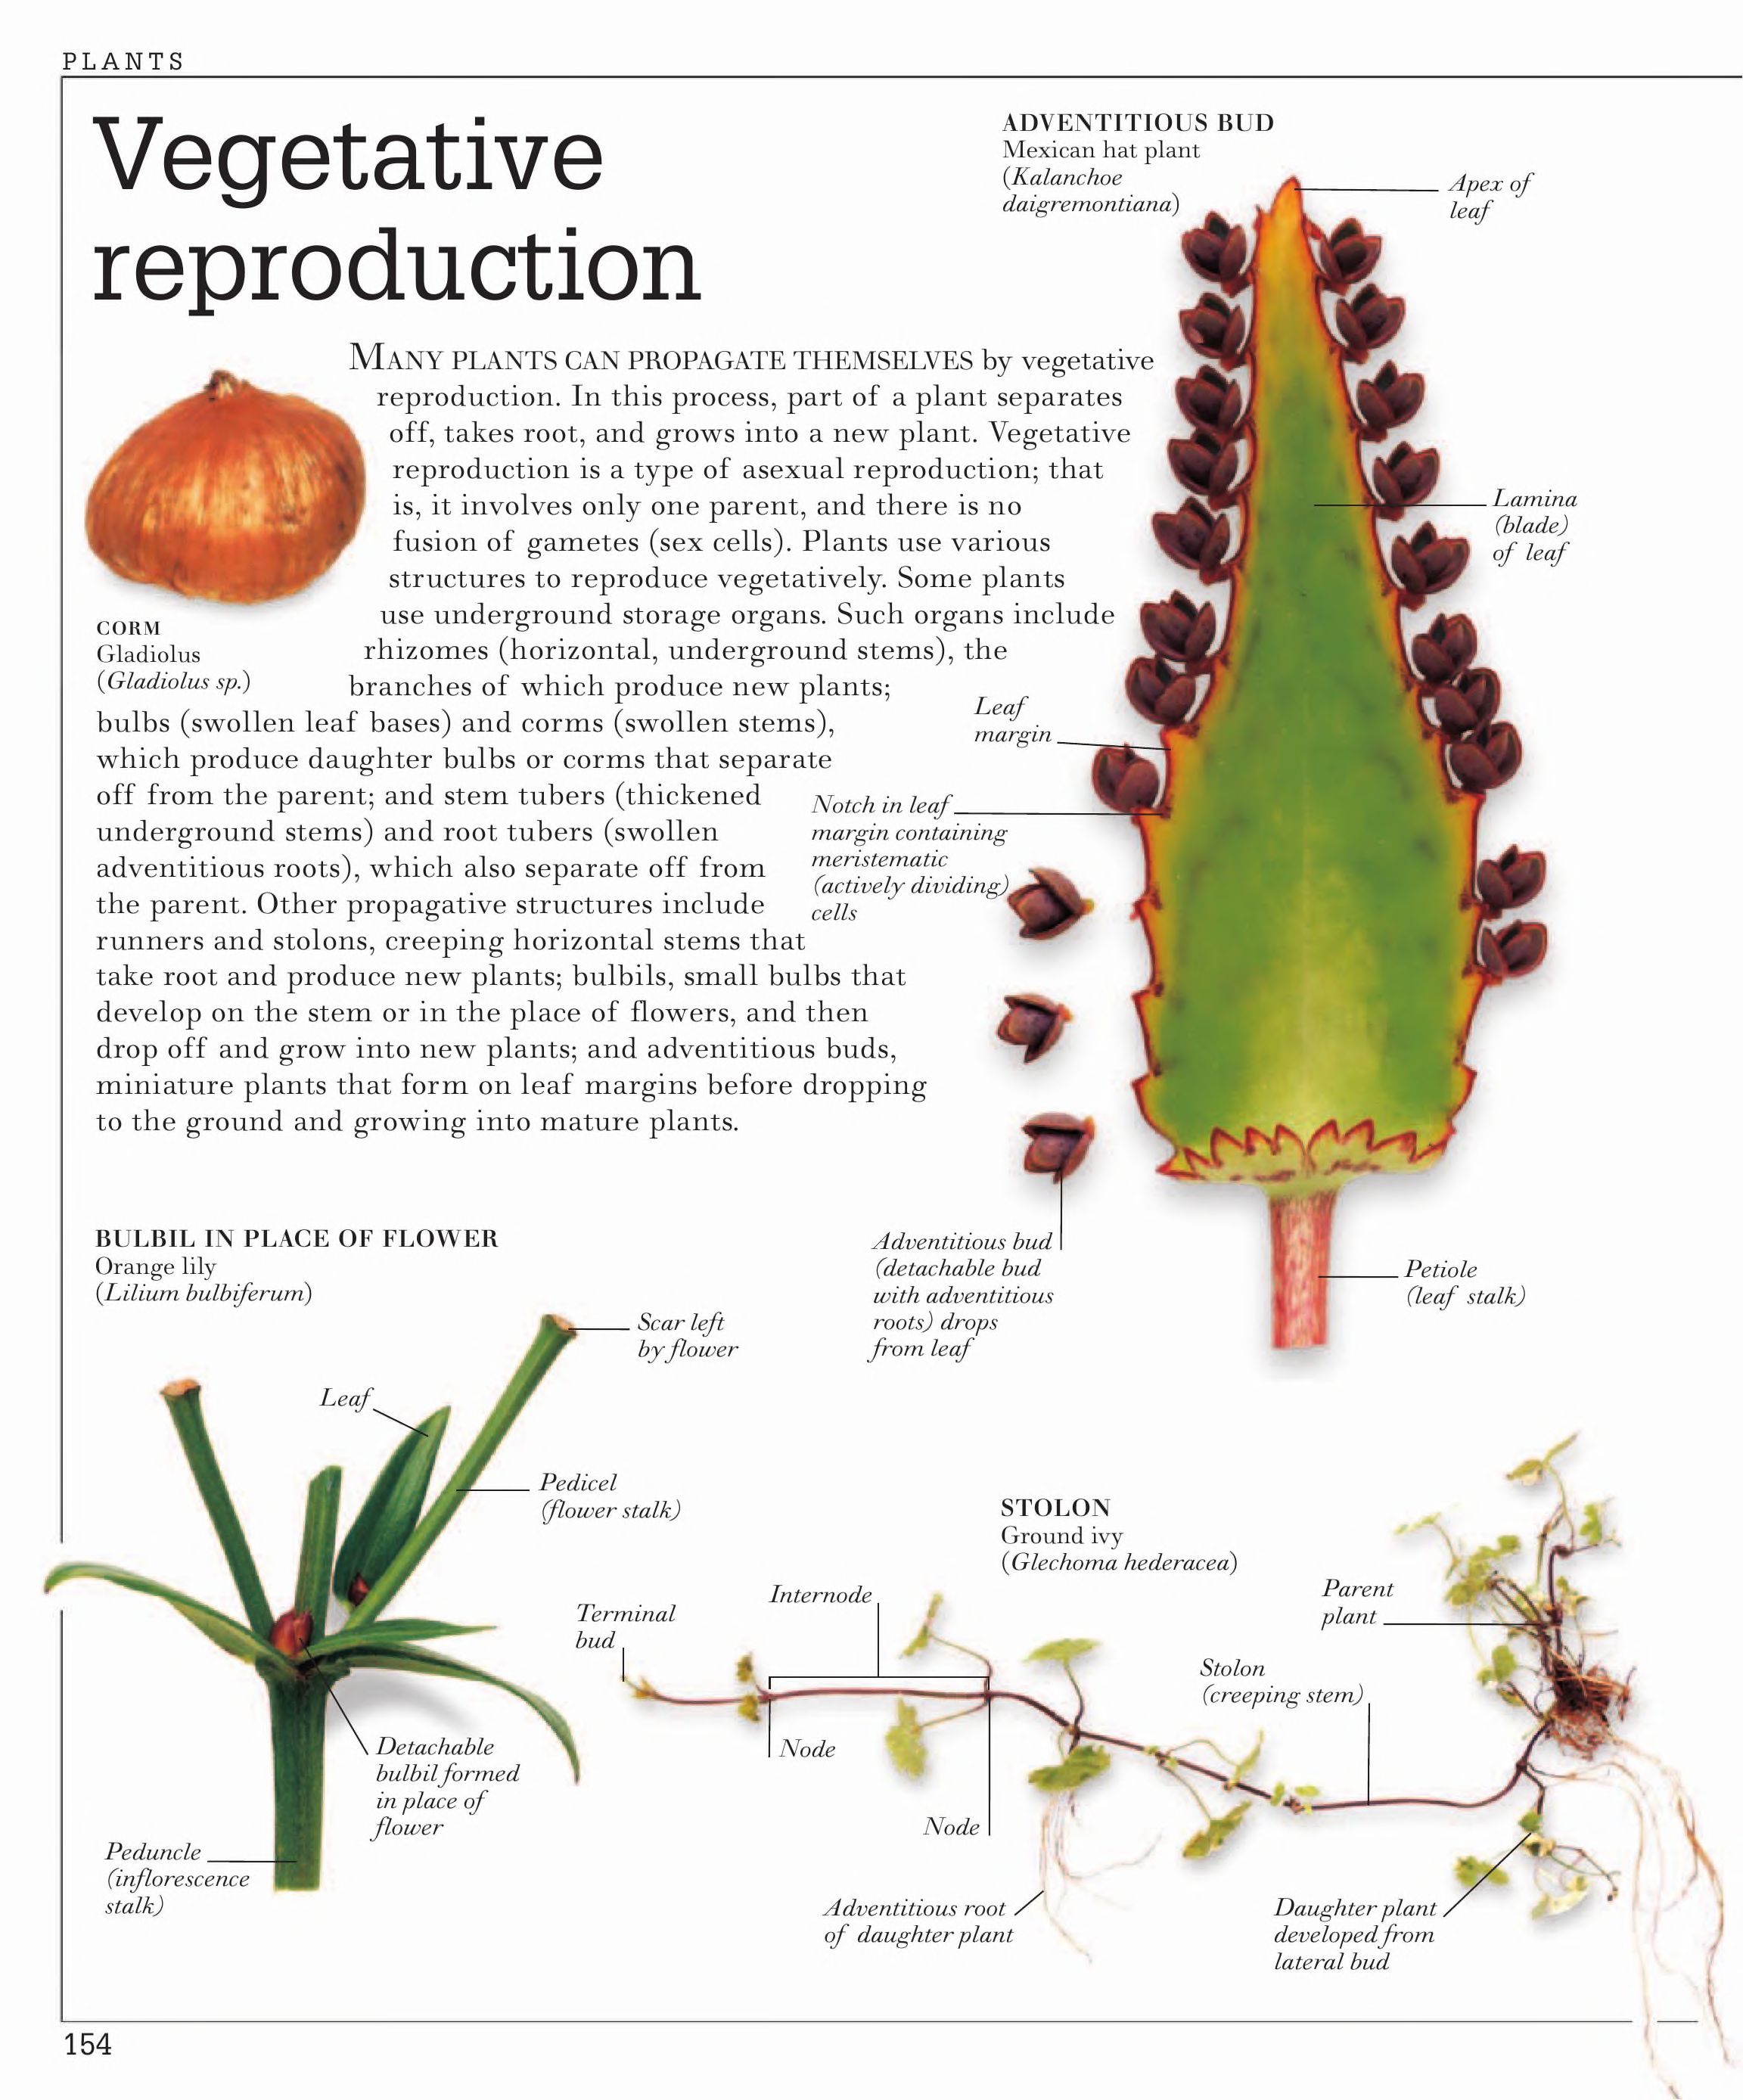 PLANTS
Vegetative
reproduction
MANY PLANTS CAN PROPAGATE THEMSELVES by vegetative
reproduction. In this process, part of a plant separates
off, takes root, and grows into a new plant. Vegetative
reproduction is a type of asexual reproduction; that
is, it involves only one parent, and there is no
fusion of gametes (sex cells). Plants use various
structures to reproduce vegetatively. Some plants
use underground storage organs. Such organs include
rhizomes (horizontal, underground stems), the
branches of which produce new plants;
bulbs (swollen leaf bases) and corms (swollen stems),
which produce daughter bulbs or corms that separate
off from the parent; and stem tubers (thickened
underground stems) and root tubers (swollen
adventitious roots), which also separate off from
the parent. Other propagative structures include
runners and stolons, creeping horizontal stems that
take root and produce new plants; bulbils, small bulbs that
develop on the stem or in the place of flowers, and then
drop off and grow into new plants; and adventitious buds,
miniature plants that form on leaf margins before dropping
to the ground and growing into mature plants.
CORM
Gladiolus
(Gladiolus sp.)
ADVENTITIOUS BUD
Mexican hat plant
(Kalanchoe
daigremontiana)
Apex of
leaf
Lamina
(blade)
of leaf
Leaf
margin
Notch in leaf
margin containing
meristematic
(actively dividing)
cells
Adventitious bud
(detachable bud
with adventitious
roots) drops
from leaf
Petiole
(leaf stalk)
BULBIL IN PLACE OF FLOWER
Orange lily
(Lilium bulbiferum)
Scar left
by flower
Leaf
Pedicel
(flower stalk)
Detachable
bulbil formed
in place of
flower
Peduncle
(inflorescence
stalk)
STOLON
Ground ivy
(Glechoma hederacea)
Terminal
bud
Internode
Parent
plant
Stolon
(creeping stem)
Node
Node
Adventitious root
of daughter plant
Daughter plant
developed from
lateral bud
154